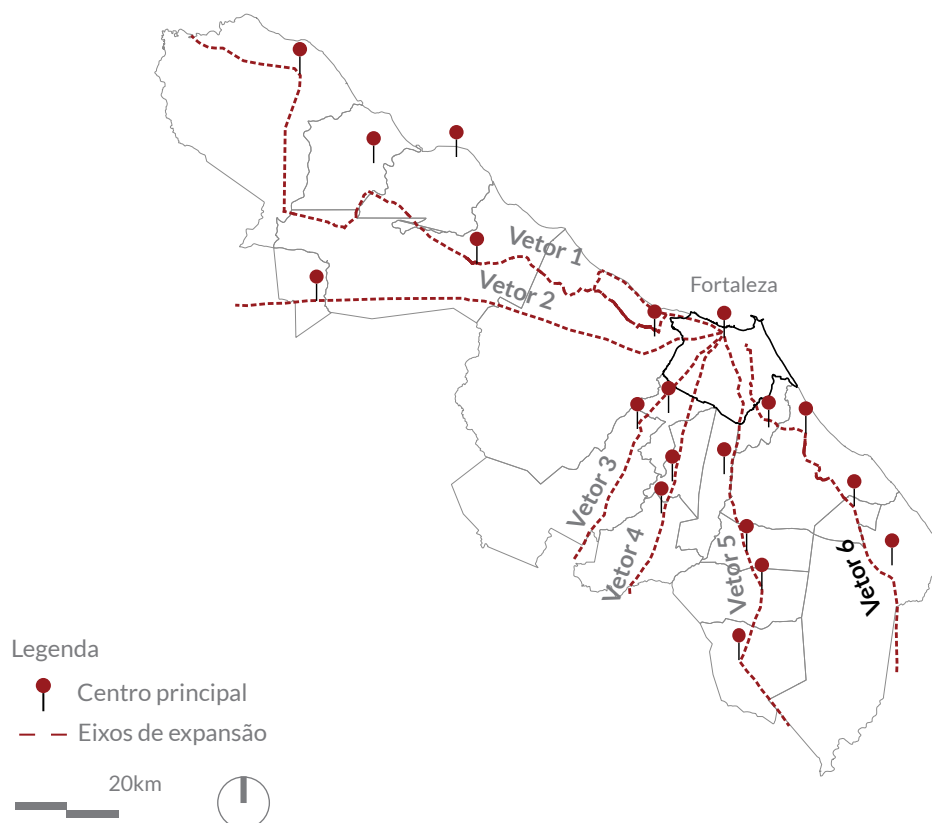 Vetor 1
Vetor 2
Fortaleza
Vetor 3
Vetor 4
Vetor 5
Vetor 6
Legenda
Centro principal
Eixos de expansão
20km